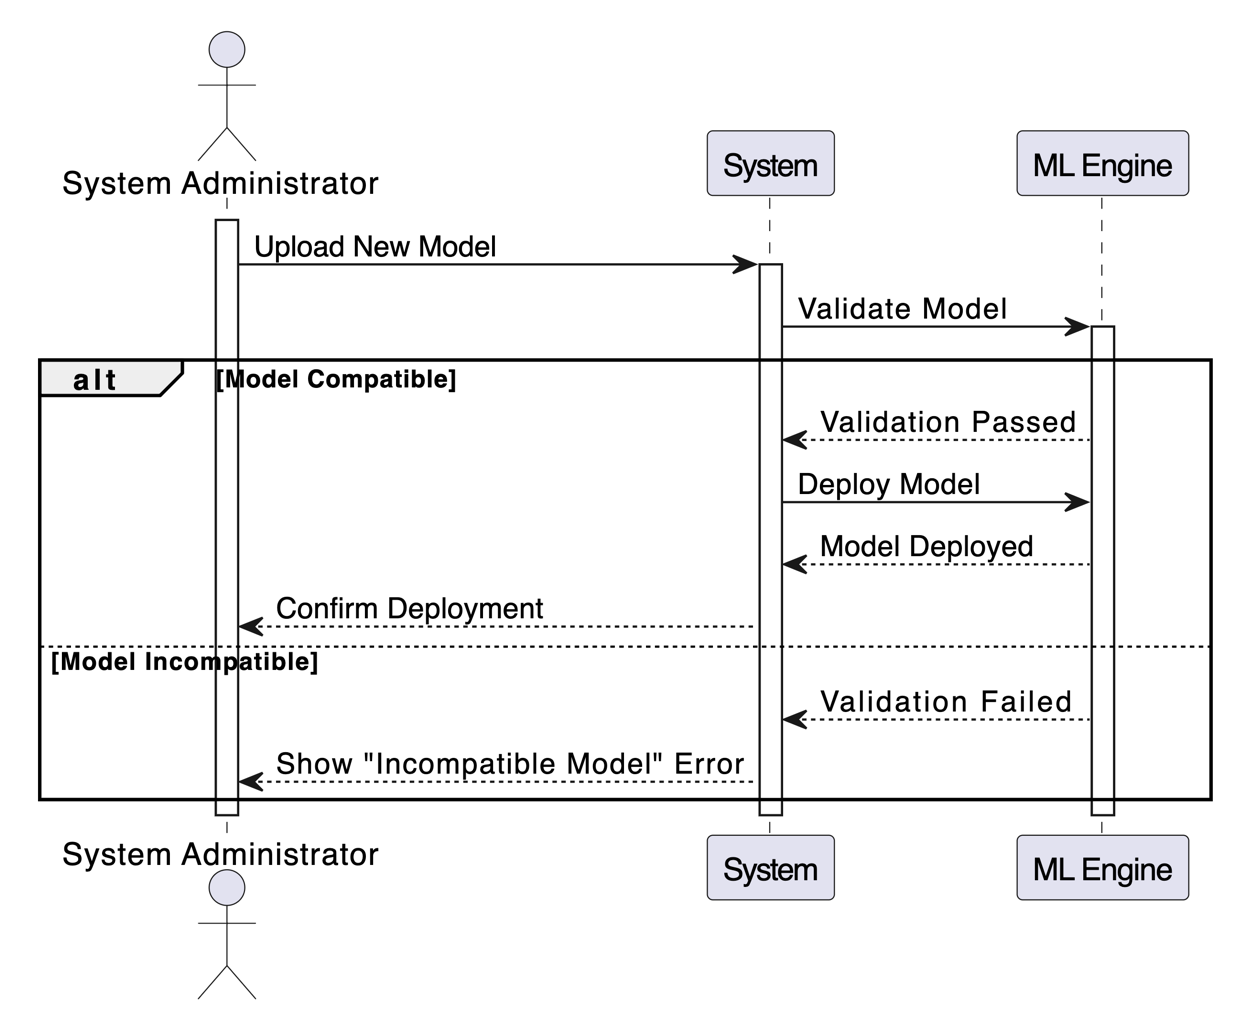 System Administrator
System
ML Engine
Upload New Model
Validate Model
alt
[Model Compatible]
Validation Passed
Deploy Model
Model Deployed
Confirm Deployment
[Model Incompatible]
Validation Failed
Show "Incompatible Model" Error
System Administrator
System
ML Engine